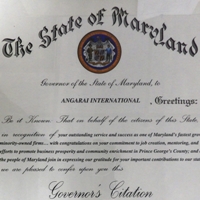 The State of Maryland
Governor of the State of Maryland, to
ANGARAI INTERNATIONAL , Greetings:
Be it Known: That on behalf of the citizens of this State
in recognition of your outstanding service and success as one of Maryland's fastest grow
minority-owned firms ... with congratulations on your commitment to job creation, mentoring, and
efforts to promote business prosperity and community enrichment in Prince George's County; and
the people of Maryland join in expressing our gratitude for your important contributions to our sta
we are pleased to confer upon you this
Governor's Citation